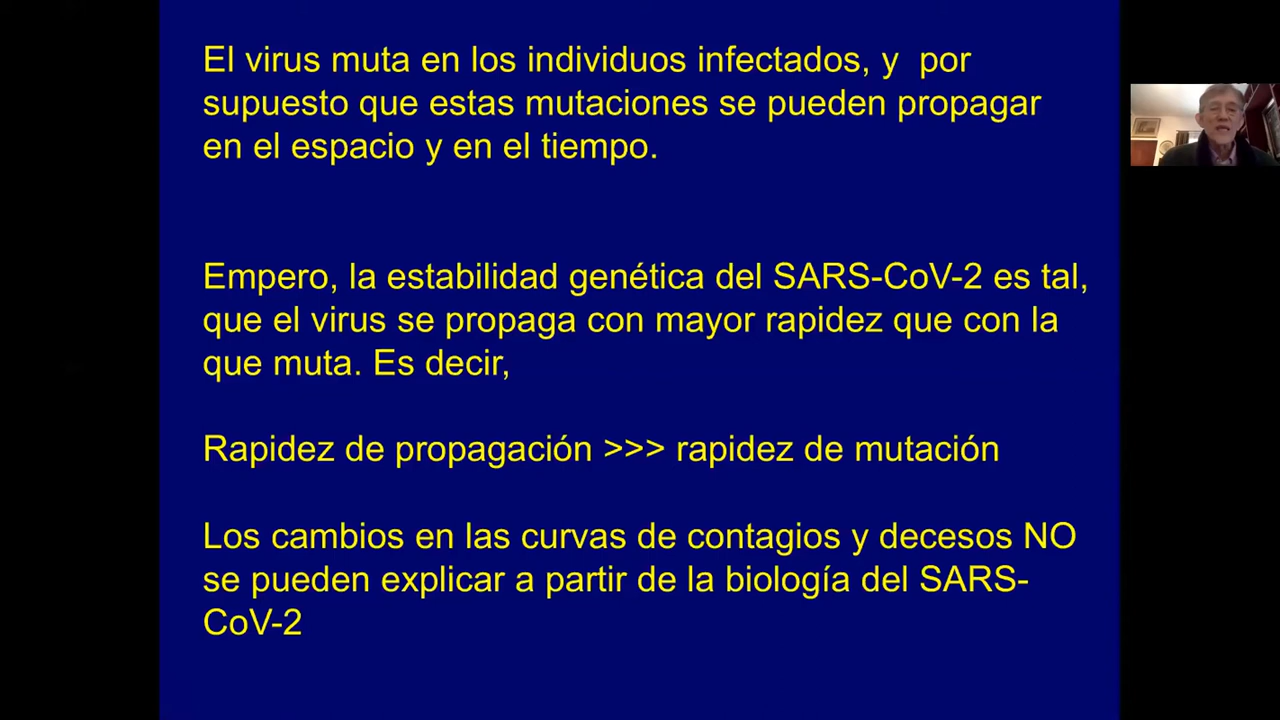 El virus muta en los individuos infectados, y  por
supuesto que estas mutaciones se pueden propagar
en el espacio y en el tiempo.
Empero, la estabilidad genética del SARS-CoV-2 es tal,
que el virus se propaga con mayor rapidez que con la
que muta. Es decir,
Rapidez de propagación >>> rapidez de mutación
Los cambios en las curvas de contagios y decesos NO
se pueden explicar a partir de la biología del SARS-
CoV-2